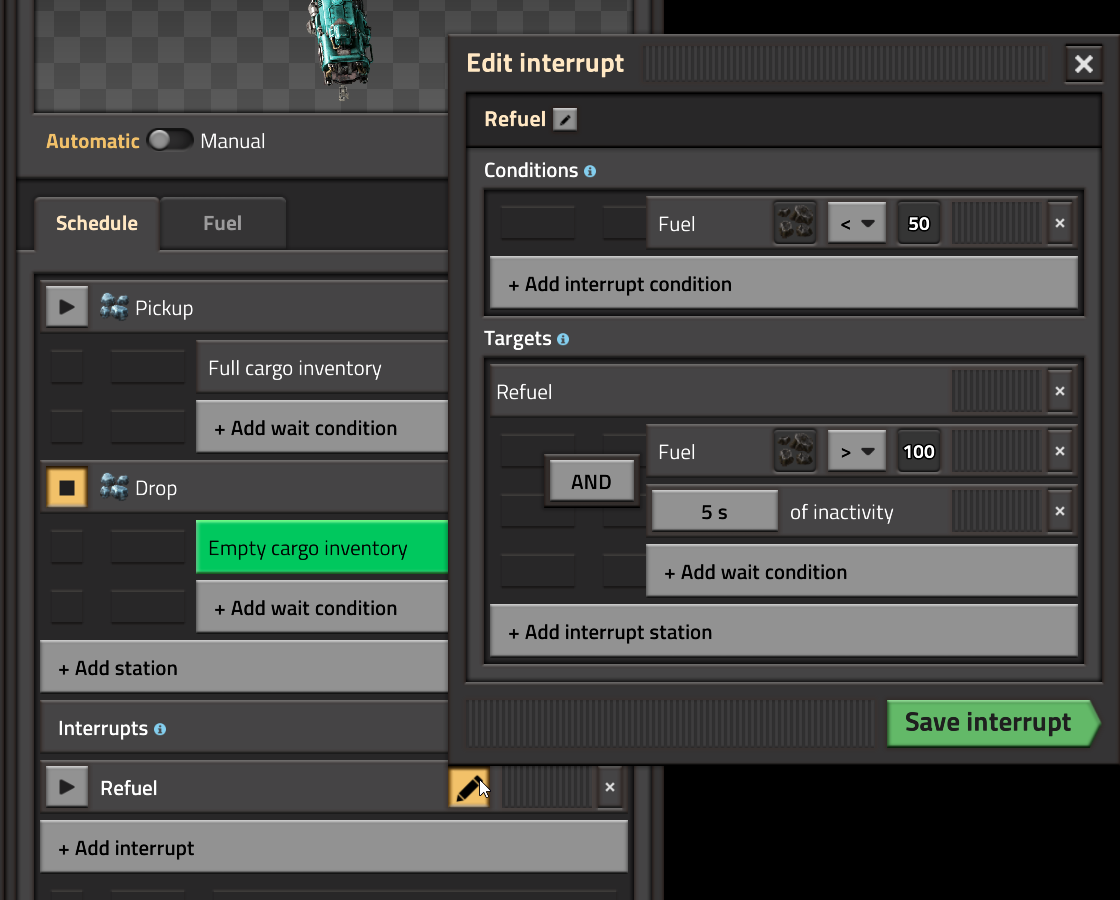 Edit interrupt
Refuel
Automatic Manual
Conditions
Schedule Fuel
Fuel < 50
+ Add interrupt condition
Pickup
Full cargo inventory
+ Add wait condition
Drop
Empty cargo inventory
+ Add wait condition
+ Add station
Interrupts
Refuel
+ Add interrupt
Targets
Refuel
Fuel > 100
AND
5 s of inactivity
+ Add wait condition
+ Add interrupt station
Save interrupt